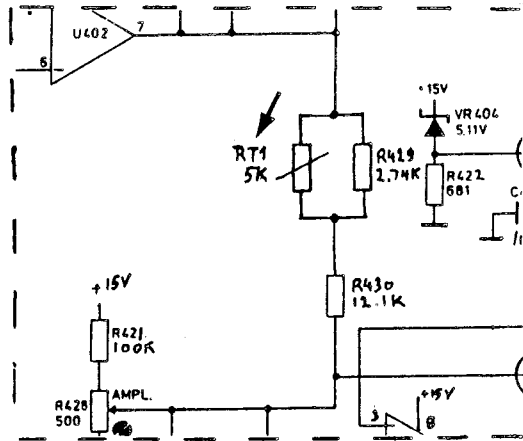 U402
7
6
+15V
VR404
5.11V
RT1
5K
R429
2.74K
R422
681
R430
12.1K
+15V
R421
100K
AMPL.
R428
500
+15V
3
8